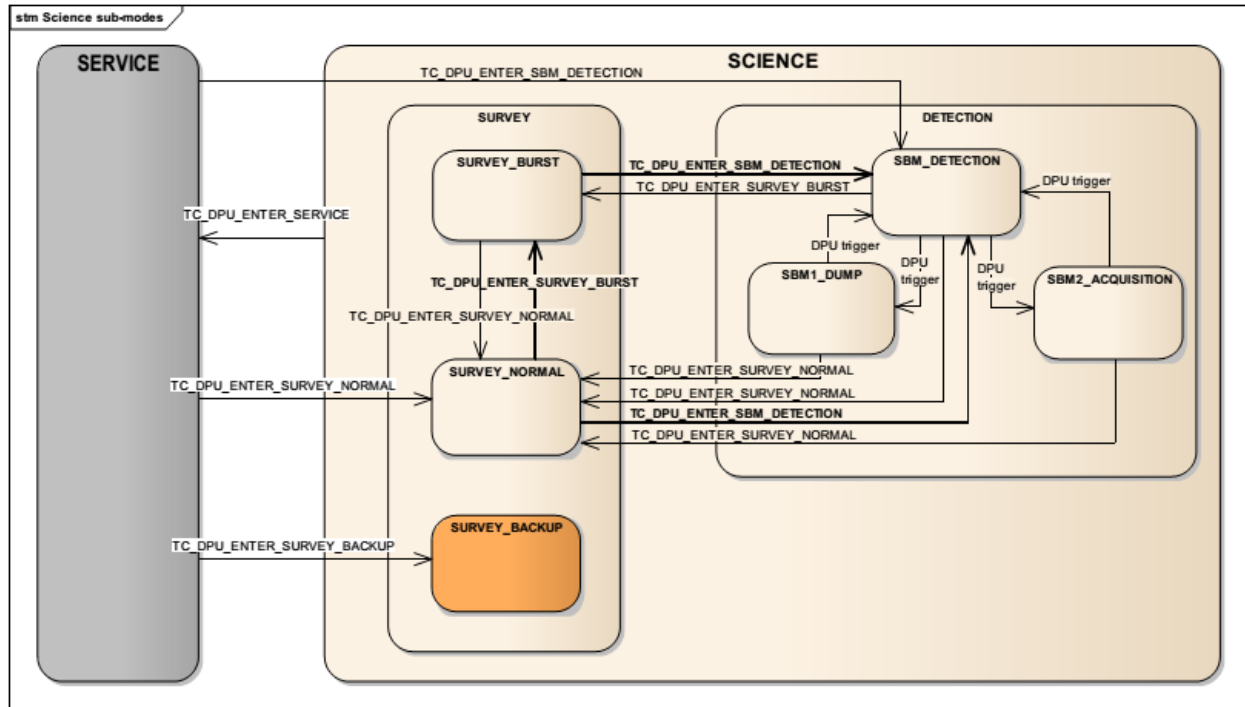 stm Science sub-modes
SERVICE
SCIENCE
TC_DPU_ENTER_SBM_DETECTION
SURVEY
DETECTION
SURVEY_BURST
TC_DPU_ENTER_SBM_DETECTION
SBM_DETECTION
TC_DPU_ENTER_SURVEY_BURST
DPU trigger
TC_DPU_ENTER_SERVICE
DPU trigger
DPU
trigger
DPU
trigger
TC_DPU_ENTER_SURVEY_BURST
SBM1_DUMP
SBM2_ACQUISITION
TC_DPU_ENTER_SURVEY_NORMAL
SURVEY_NORMAL
TC_DPU_ENTER_SURVEY_NORMAL
TC_DPU_ENTER_SURVEY_NORMAL
TC_DPU_ENTER_SURVEY_NORMAL
TC_DPU_ENTER_SBM_DETECTION
TC_DPU_ENTER_SURVEY_NORMAL
SURVEY_BACKUP
TC_DPU_ENTER_SURVEY_BACKUP